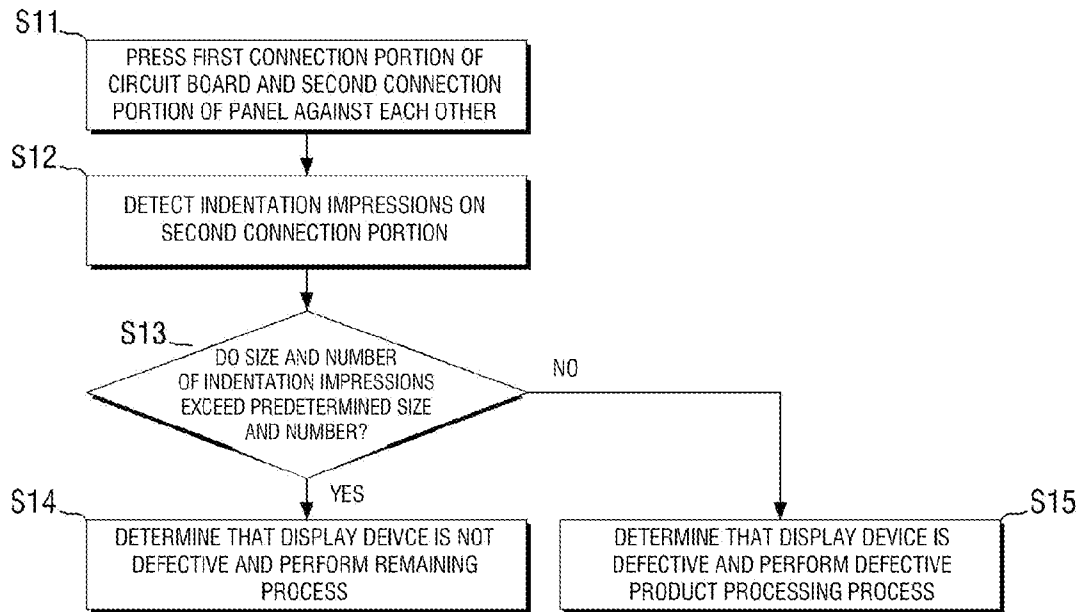 S11
PRESS FIRST CONNECTION PORTION OF
CIRCUIT BOARD AND SECOND CONNECTION
PORTION OF PANEL AGAINST EACH OTHER
S12
DETECT INDENTATION IMPRESSIONS ON
SECOND CONNECTION PORTION
S13
DO SIZE AND NUMBER
OF INDENTATION IMPRESSIONS
EXCEED PREDETERMINED SIZE
AND NUMBER?
NO
YES
S14
DETERMINE THAT DISPLAY DEIVCE IS NOT
DEFECTIVE AND PERFORM REMAINING
PROCESS
S15
DETERMINE THAT DISPLAY DEVICE IS
DEFECTIVE AND PERFORM DEFECTIVE
PRODUCT PROCESSING PROCESS